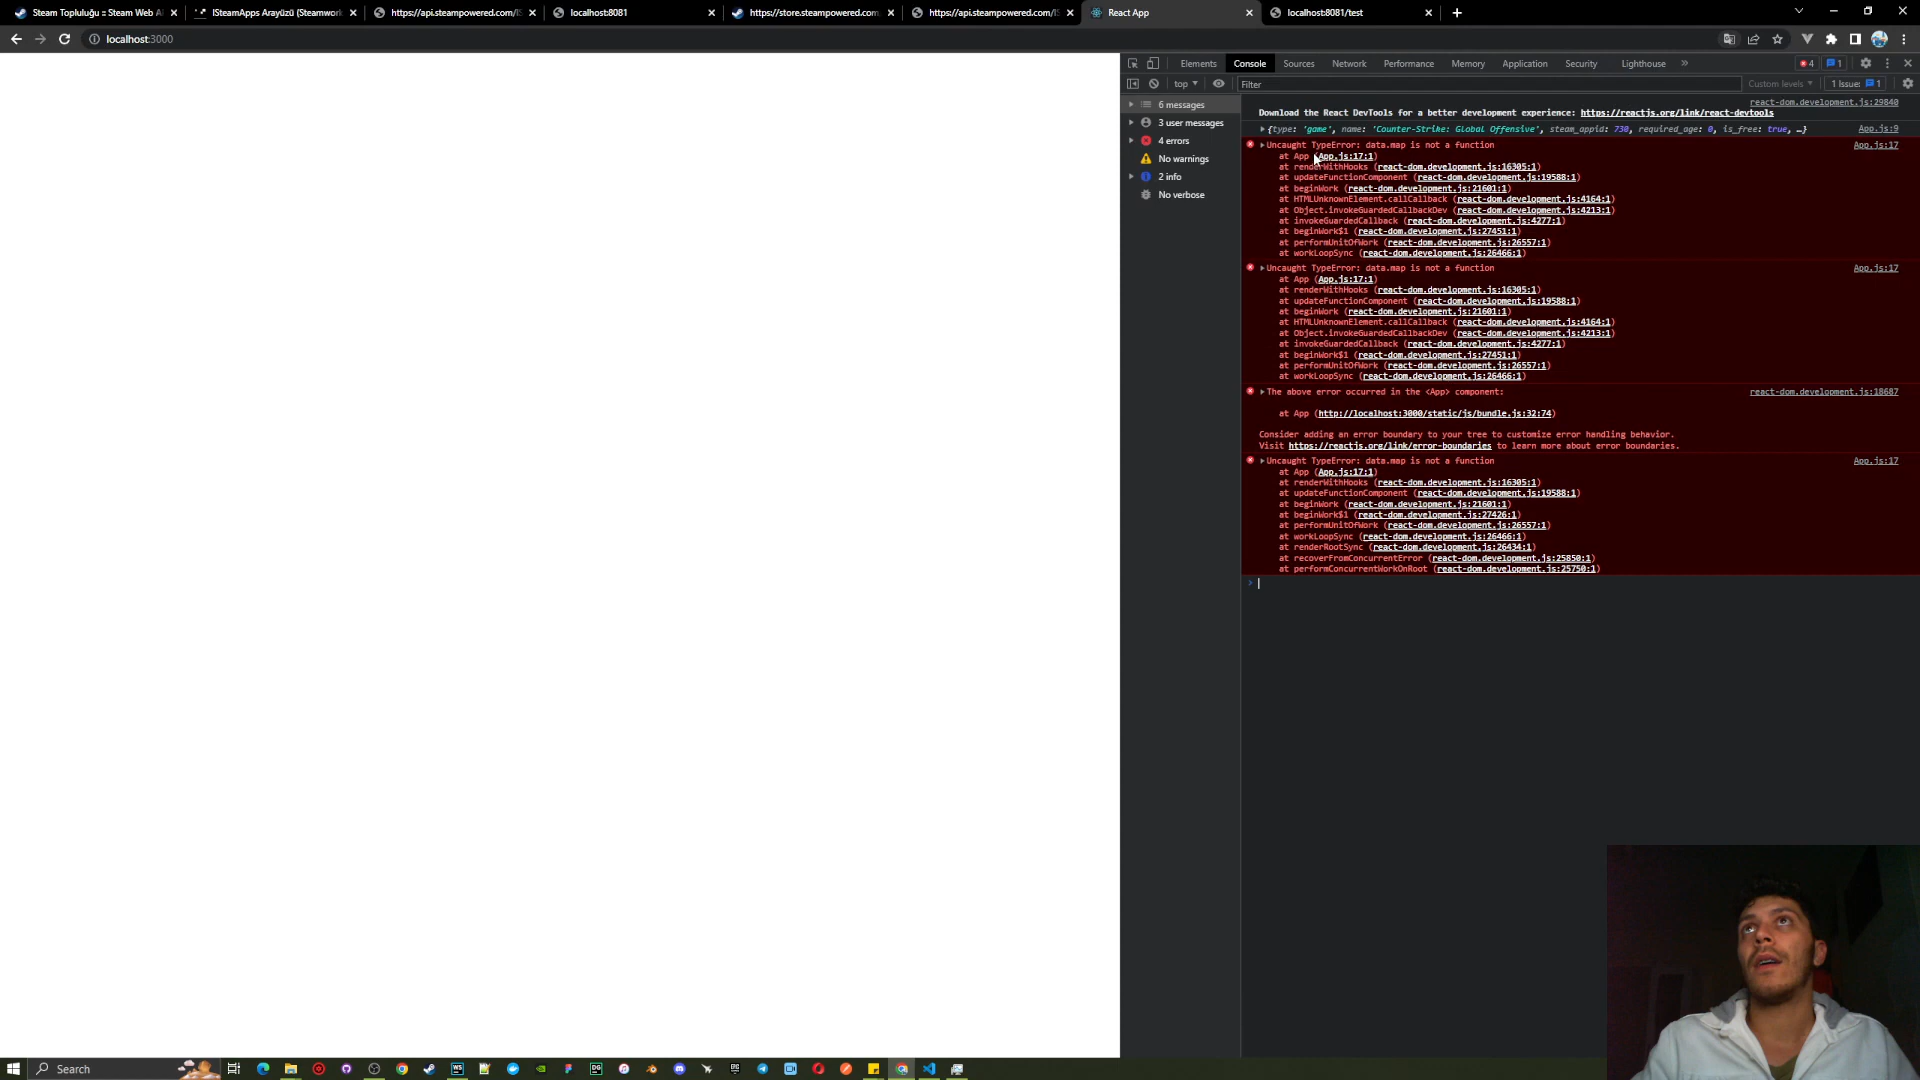 Steam Topluluğu :: Steam Web A
ISteamApps Arayüzü (Steamwork
https://api.steampowered.com/IS
localhost:8081
https://store.steampowered.com
https://api.steampowered.com/IS
React App
localhost:8081/test
localhost:3000
Elements
Console
Sources
Network
Performance
Memory
Application
Security
Lighthouse
4
1
top
Filter
Custom levels
1 Issue:
1
6 messages
3 user messages
4 errors
No warnings
2 info
No verbose
react-dom.development.js:29840
Download the React DevTools for a better development experience: https://reactjs.org/link/react-devtools
{type: 'game', name: 'Counter-Strike: Global Offensive', steam_appid: 730, required_age: 0, is_free: true, …} App.js:9
Uncaught TypeError: data.map is not a function App.js:17
at App (App.js:17:1)
at renderWithHooks (react-dom.development.js:16305:1)
at updateFunctionComponent (react-dom.development.js:19588:1)
at beginWork (react-dom.development.js:21601:1)
at HTMLUnknownElement.callCallback (react-dom.development.js:4164:1)
at Object.invokeGuardedCallbackDev (react-dom.development.js:4213:1)
at invokeGuardedCallback (react-dom.development.js:4277:1)
at beginWork$1 (react-dom.development.js:27451:1)
at performUnitOfWork (react-dom.development.js:26557:1)
at workLoopSync (react-dom.development.js:26466:1)
Uncaught TypeError: data.map is not a function App.js:17
at App (App.js:17:1)
at renderWithHooks (react-dom.development.js:16305:1)
at updateFunctionComponent (react-dom.development.js:19588:1)
at beginWork (react-dom.development.js:21601:1)
at HTMLUnknownElement.callCallback (react-dom.development.js:4164:1)
at Object.invokeGuardedCallbackDev (react-dom.development.js:4213:1)
at invokeGuardedCallback (react-dom.development.js:4277:1)
at beginWork$1 (react-dom.development.js:27451:1)
at performUnitOfWork (react-dom.development.js:26557:1)
at workLoopSync (react-dom.development.js:26466:1)
The above error occurred in the <App> component: react-dom.development.js:18687
at App (http://localhost:3000/static/js/bundle.js:32:74)
Consider adding an error boundary to your tree to customize error handling behavior.
Visit https://reactjs.org/link/error-boundaries to learn more about error boundaries.
Uncaught TypeError: data.map is not a function App.js:17
at App (App.js:17:1)
at renderWithHooks (react-dom.development.js:16305:1)
at updateFunctionComponent (react-dom.development.js:19588:1)
at beginWork (react-dom.development.js:21601:1)
at beginWork$1 (react-dom.development.js:27426:1)
at performUnitOfWork (react-dom.development.js:26557:1)
at workLoopSync (react-dom.development.js:26466:1)
at renderRootSync (react-dom.development.js:26434:1)
at recoverFromConcurrentError (react-dom.development.js:25850:1)
at performConcurrentWorkOnRoot (react-dom.development.js:25750:1)
Search
WS
DG